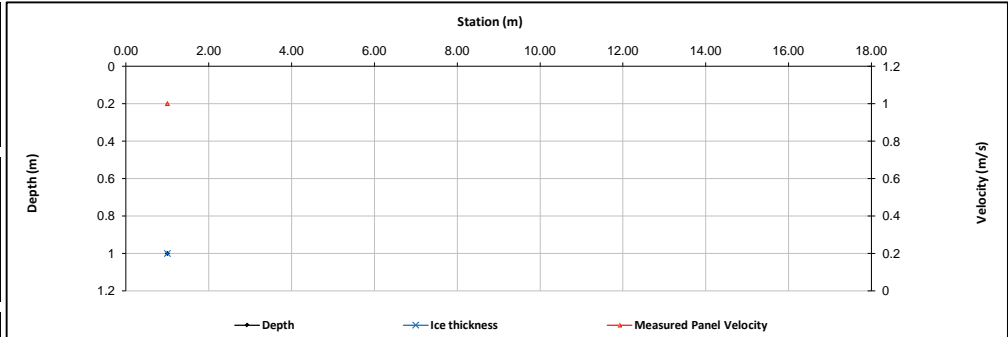 Station (m)
0.00 2.00 4.00 6.00 8.00 10.00 12.00 14.00 16.00 18.00
0 1.2
0.2 1
0.4 0.8
Depth (m)
0.6 0.6
Velocity (m/s)
0.8 0.4
1 0.2
1.2 0
Depth Ice thickness Measured Panel Velocity